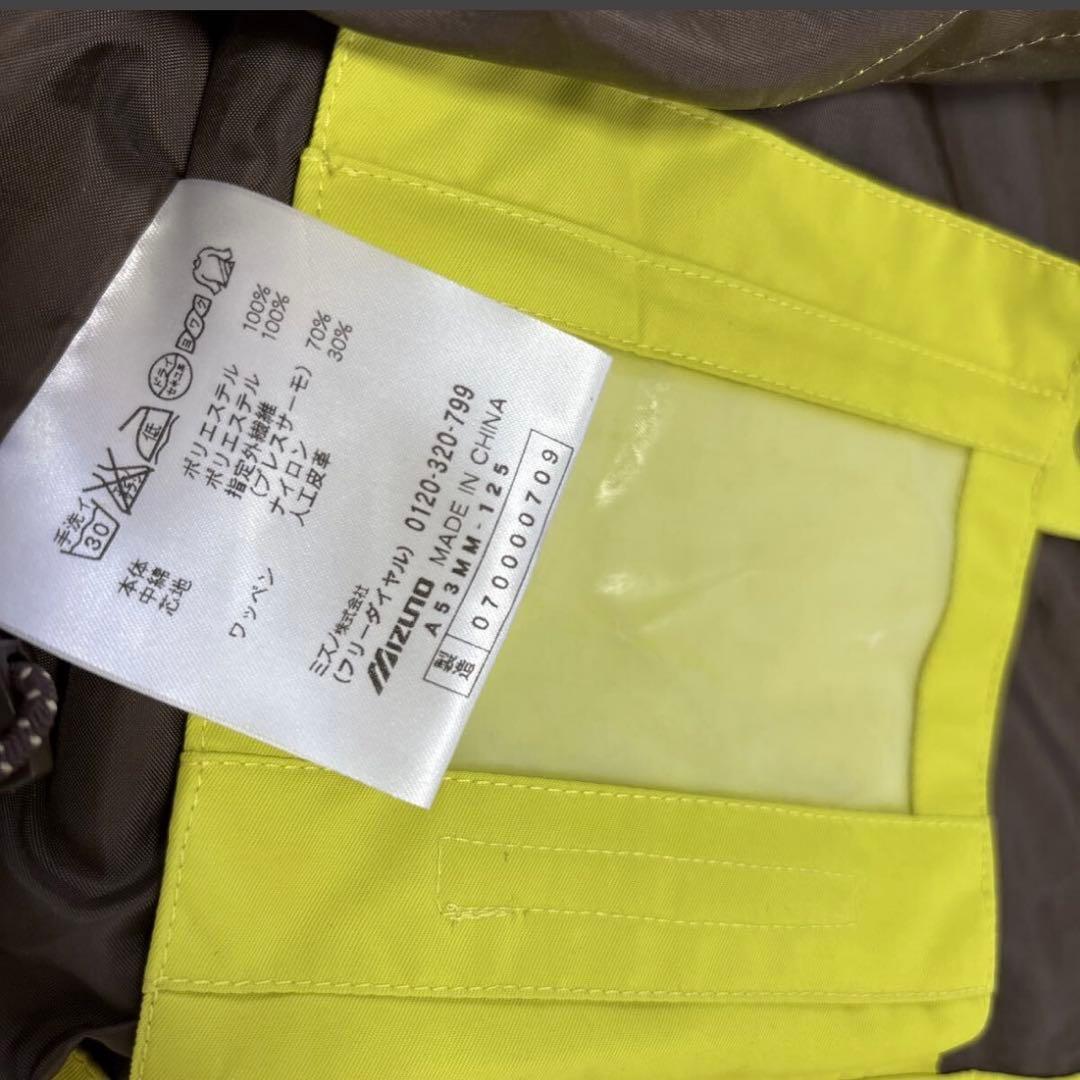 手洗イ
30
低
ドライ
セキユ系
ヨワク
本体 ポリエステル 100%
中綿 ポリエステル 100%
芯地 指定外繊維
(ブレスサーモ) 70%
ナイロン 30%
ワッペン 人工皮革
ミズノ株式会社
(フリーダイヤル) 0120-320-799
MIZUNO MADE IN CHINA
A53MM-125
製造 0700000709